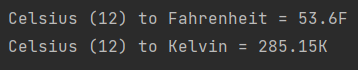 Celsius (12) to Fahrenheit = 53.6F
Celsius (12) to Kelvin = 285.15K